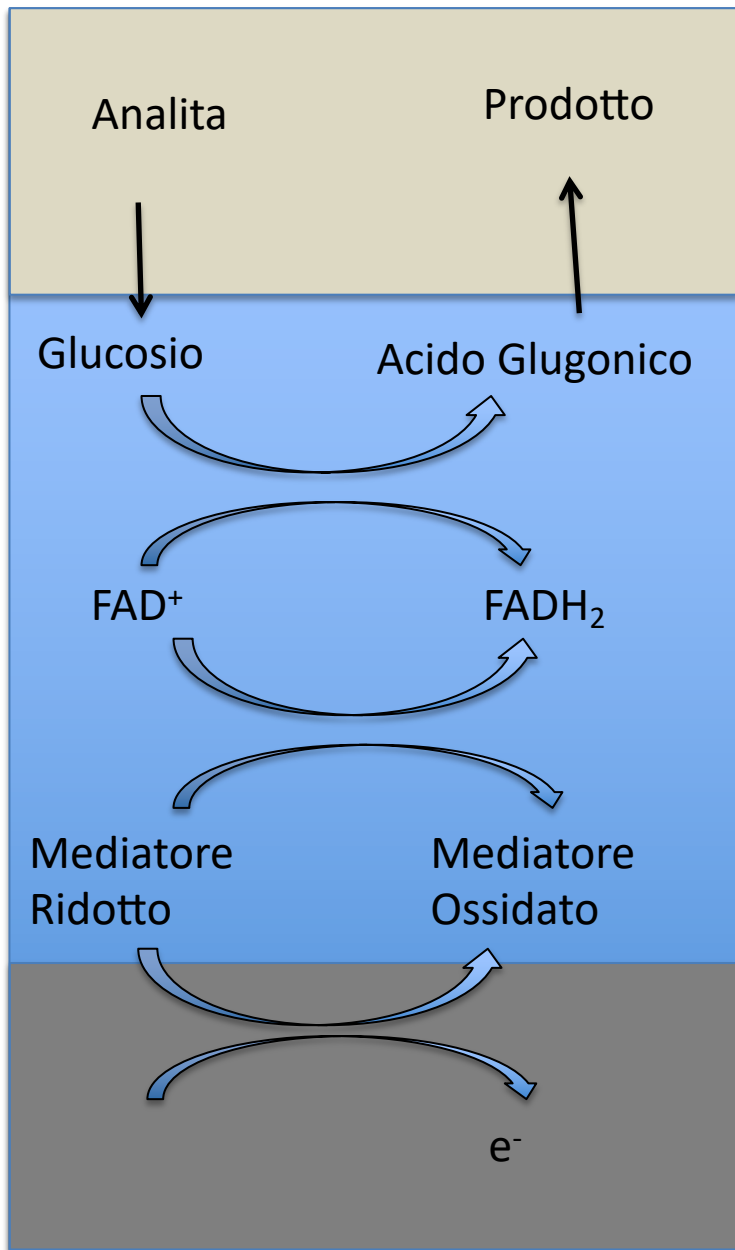 Analita
Prodotto
Glucosio
Acido Glugonico
FAD⁺
FADH₂
Mediatore
Ridotto
Mediatore
Ossidato
e⁻